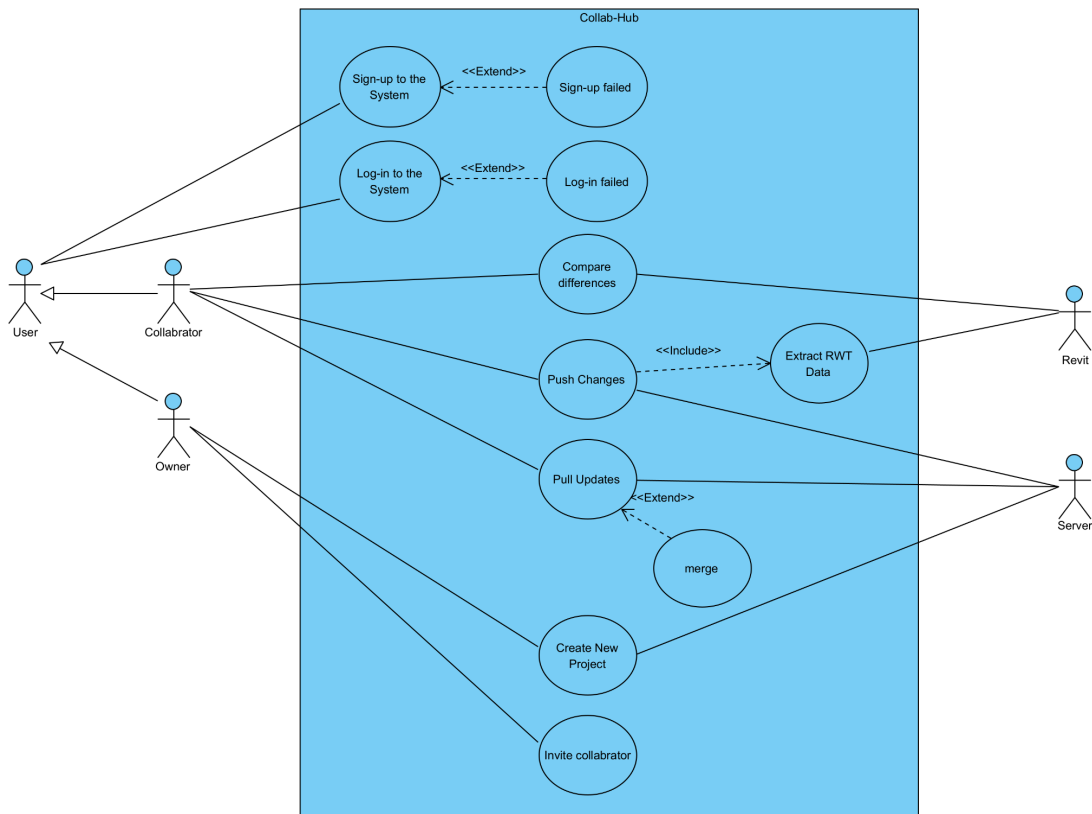 Collab-Hub
Sign-up to the
System
<<Extend>>
Sign-up failed
Log-in to the
System
<<Extend>>
Log-in failed
User
Collabrator
Compare
differences
Revit
<<Include>>
Extract RWT
Data
Push Changes
Owner
Pull Updates
<<Extend>>
Server
merge
Create New
Project
Invite collabrator